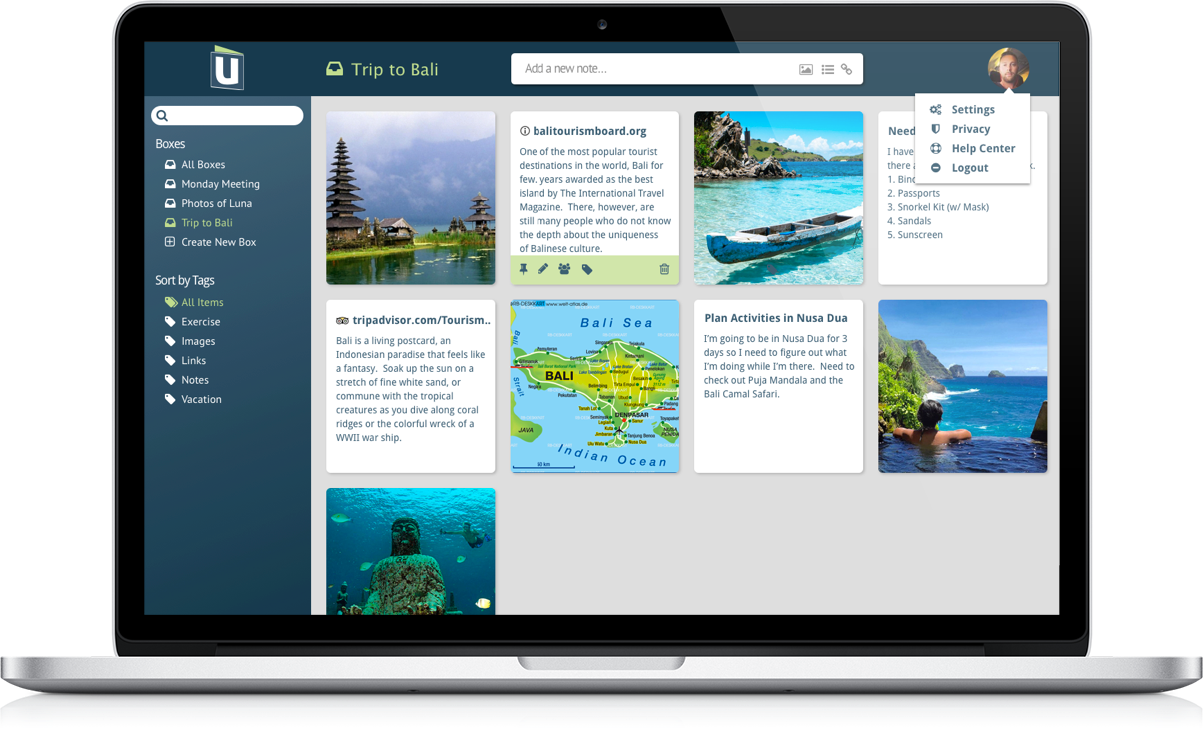 U
Trip to Bali
Add a new note...
Settings
Privacy
Help Center
Logout
Boxes
All Boxes
Monday Meeting
Photos of Luna
Trip to Bali
Create New Box
Sort by Tags
All Items
Exercise
Images
Links
Notes
Vacation
balitourismboard.org
One of the most popular tourist
destinations in the world, Bali for
few. years awarded as the best
island by The International Travel
Magazine. There, however, are
still many people who do not know
the depth about the uniqueness
of Balinese culture.
Need
I have
there a
2. Passports
3. Snorkel Kit (w/ Mask)
4. Sandals
5. Sunscreen
tripadvisor.com/Tourism..
Bali is a living postcard, an
Indonesian paradise that feels like
a fantasy. Soak up the sun on a
stretch of fine white sand, or
commune with the tropical
creatures as you dive along coral
ridges or the colorful wreck of a
WWII war ship.
Bali Sea
BALI
DENPASAR
JAVA
Indian Ocean
50 km
Plan Activities in Nusa Dua
I'm going to be in Nusa Dua for 3
days so I need to figure out what
I'm doing while I'm there. Need to
check out Puja Mandala and the
Bali Camal Safari.